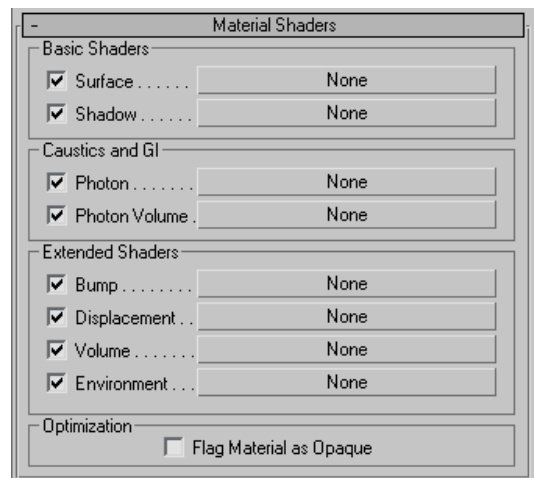 - Material Shaders
Basic Shaders
Surface . . . . . . None
Shadow . . . . . . None
Caustics and GI
Photon . . . . . . . None
Photon Volume . None
Extended Shaders
Bump . . . . . . . . None
Displacement . . None
Volume . . . . . . . None
Environment . . . None
Optimization
Flag Material as Opaque